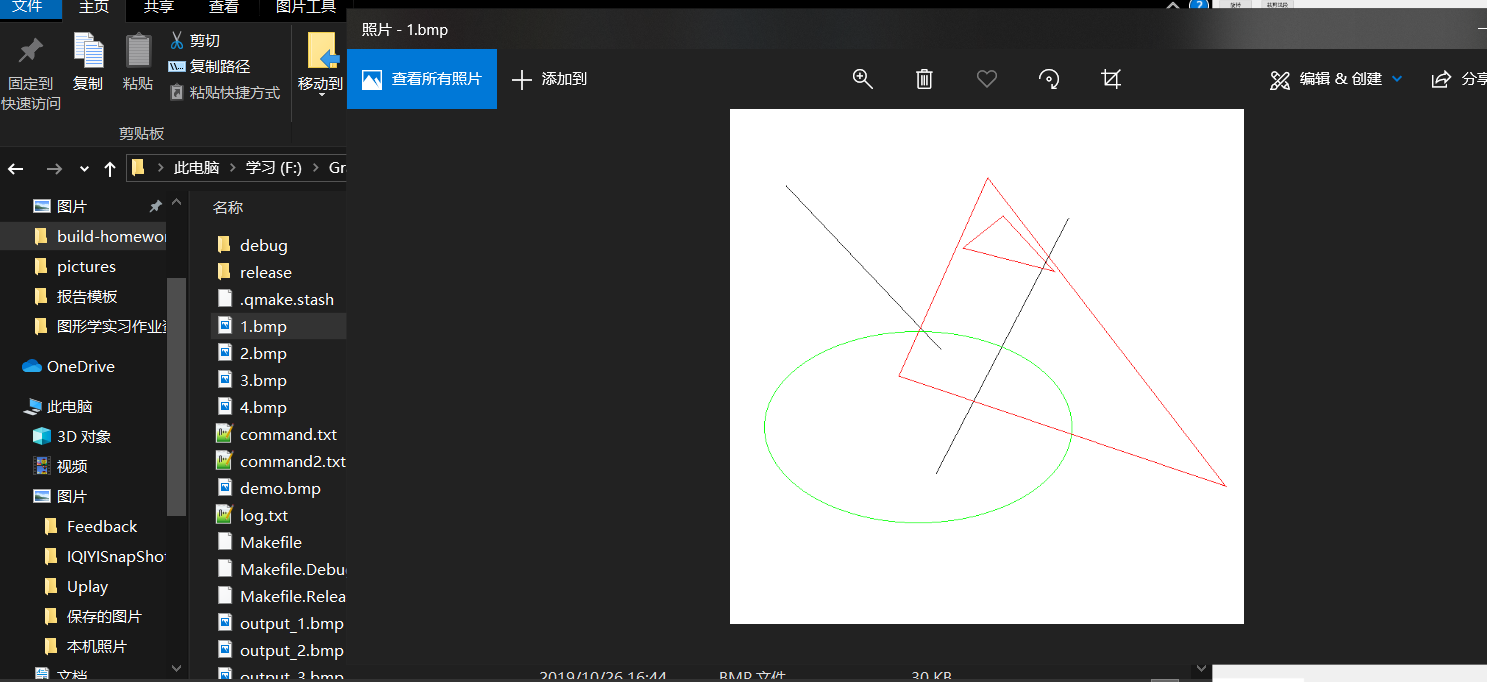 文件 主页 共享 查看 图片工具
固定到
快速访问
复制
粘贴
剪切
复制路径
粘贴快捷方式
移动到
剪贴板
此电脑 学习 (F:) Gr
图片
build-homewor
pictures
报告模板
图形学实习作业
OneDrive
此电脑
3D 对象
视频
图片
Feedback
IQIYISnapSho
Uplay
保存的图片
本机照片
文档
名称
debug
release
.qmake.stash
1.bmp
2.bmp
3.bmp
4.bmp
command.txt
command2.txt
demo.bmp
log.txt
Makefile
Makefile.Debu
Makefile.Relea
output_1.bmp
output_2.bmp
output_3.bmp
2019/10/26 16:44 BMP 文件 30 KB
照片 - 1.bmp
查看所有照片 添加到 编辑 & 创建 分享